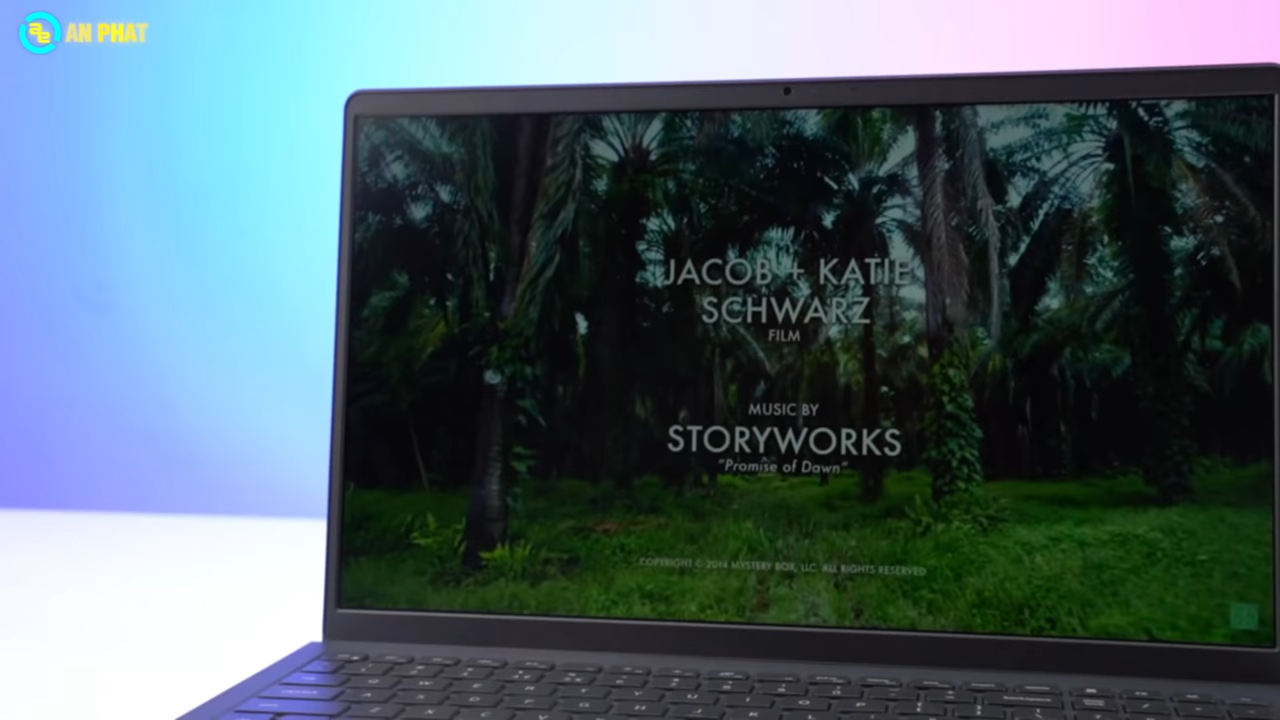 AN PHAT
JACOB + KATIE
SCHWARZ
FILM
MUSIC BY
STORYWORKS
"Promise of Dawn"
COPYRIGHT © 2014 MYSTERY BOX, LLC. ALL RIGHTS RESERVED